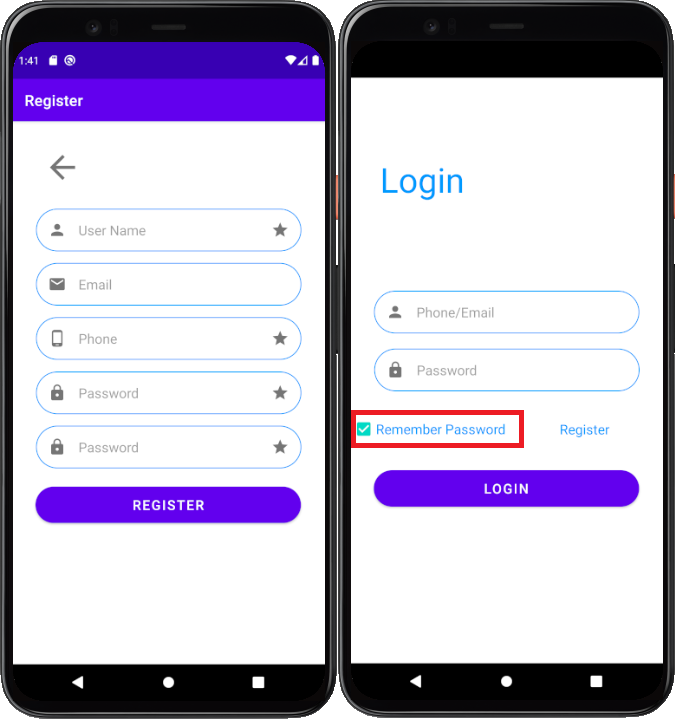 1:41
Register
User Name
Email
Phone
Password
Password
REGISTER
Login
Phone/Email
Password
Remember Password
Register
LOGIN